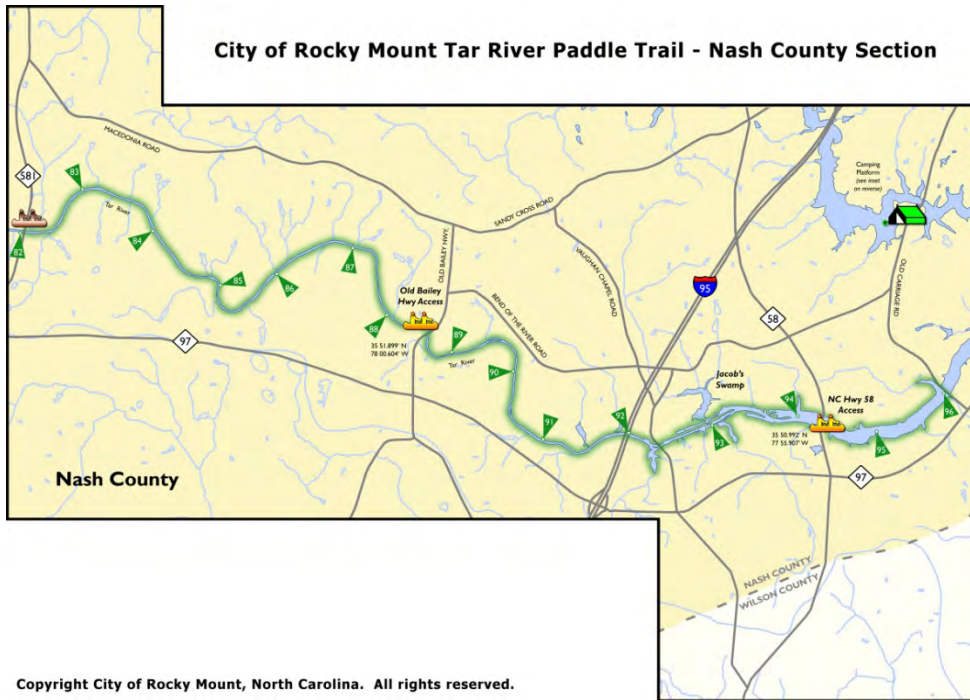 City of Rocky Mount Tar River Paddle Trail - Nash County Section
MACEDONIA ROAD
581
83
82
Tar River
84
85
86
87
OLD BAILEY HWY
SANDY CROSS ROAD
VAUGHAN CHAPEL ROAD
95
Camping
Platform
(see inset
on reverse)
OLD CARRIAGE RD
58
97
88
Old Bailey
Hwy Access
35 51.899' N
78 00.604' W
89
Tar River
90
BEND OF THE RIVER ROAD
91
92
Jacob's
Swamp
93
94
NC Hwy 58
Access
35 50.992' N
77 55.907' W
95
96
97
Nash County
NASH COUNTY
WILSON COUNTY
Copyright City of Rocky Mount, North Carolina. All rights reserved.